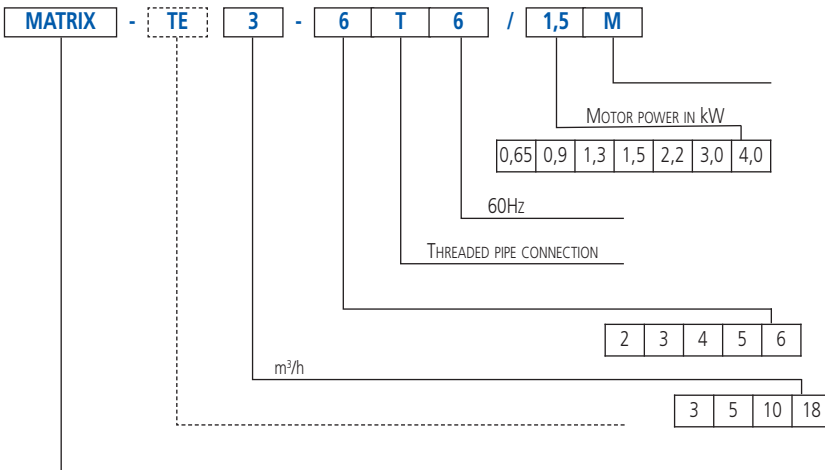 MATRIX - TE 3 - 6 T 6 / 1,5 M
MOTOR POWER IN kW
0,65 0,9 1,3 1,5 2,2 3,0 4,0
60HZ
THREADED PIPE CONNECTION
2 3 4 5 6
m³/h
3 5 10 18